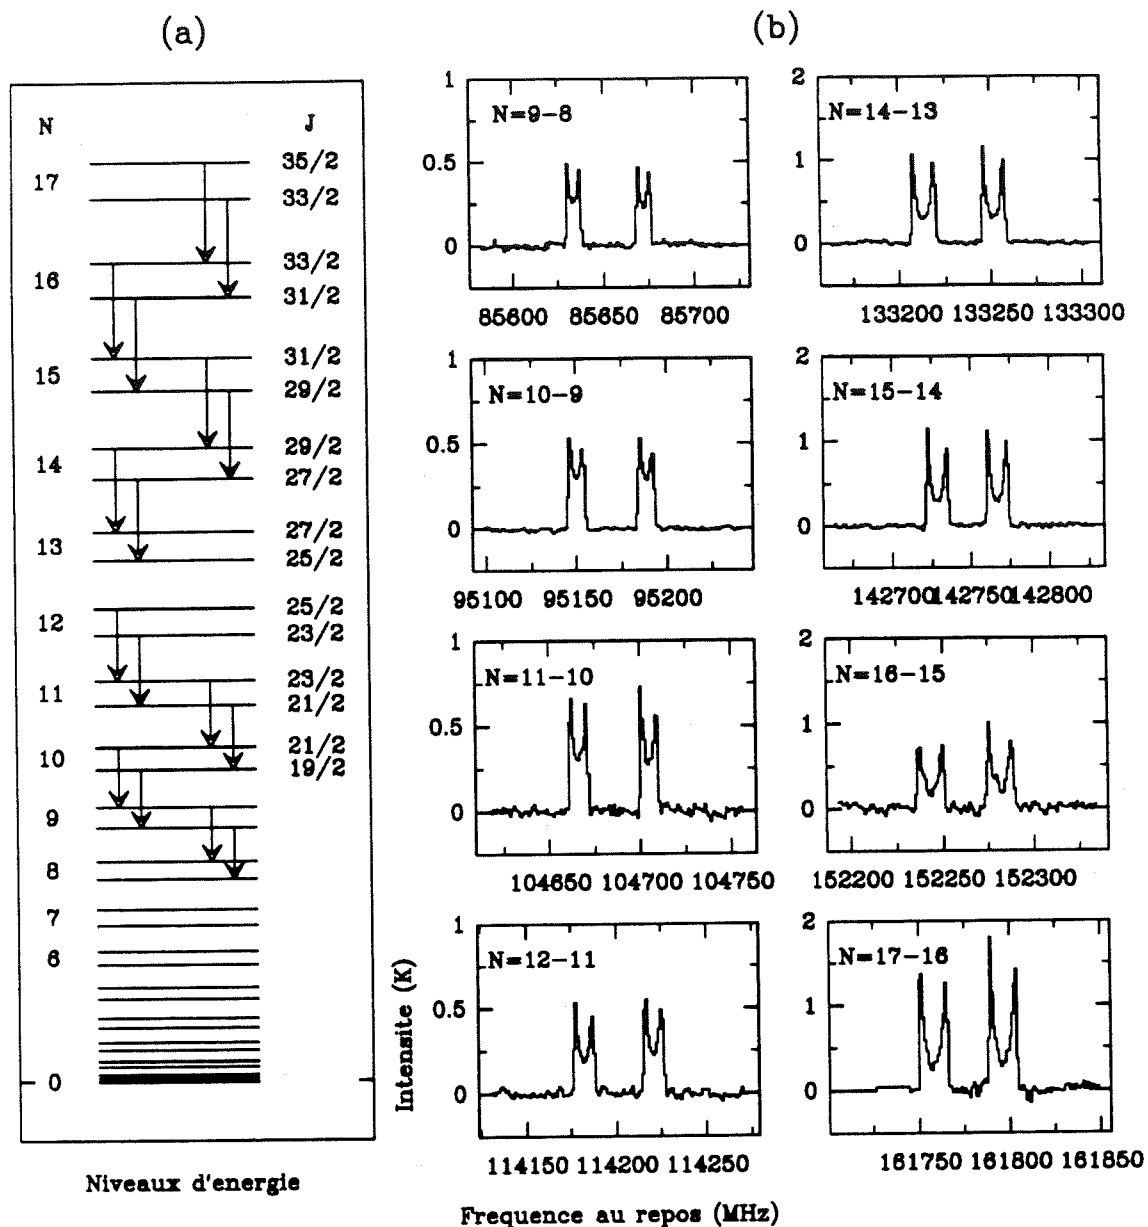 (a)
N J
35/2
17
33/2
33/2
16
31/2
31/2
15
29/2
29/2
14
27/2
27/2
13
25/2
25/2
12
23/2
23/2
11
21/2
21/2
10
19/2
9
8
7
6
0
Niveaux d'energie
(b)
1
N=9-8
0.5
0
85600 85650 85700
2
N=14-13
1
0
133200 133250 133300
1
N=10-9
0.5
0
95100 95150 95200
2
N=15-14
1
0
142700 142750 142800
1
N=11-10
0.5
0
104650 104700 104750
2
N=16-15
1
0
152200 152250 152300
1
N=12-11
0.5
0
114150 114200 114250
2
N=17-16
1
0
161750 161800 161850
Intensite (K)
Frequence au repos (MHz)